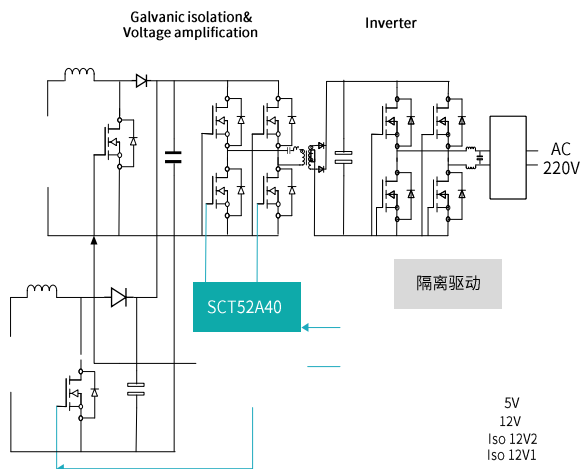 Galvanic isolation&
Voltage amplification
Inverter
AC
220V
隔离驱动
SCT52A40
5V
12V
Iso 12V2
Iso 12V1